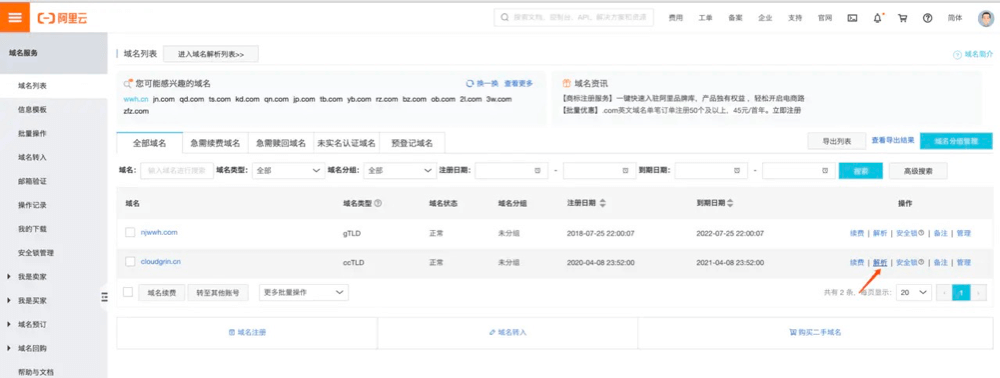 阿里云
搜索文档、控制台、API、解决方案和资源 费用 工单 备案 企业 支持 官网 简体
域名服务
域名列表
信息模板
批量操作
域名转入
邮箱验证
操作记录
我的下载
安全锁管理
我是卖家
我是买家
域名预订
域名回购
帮助与文档
域名列表 进入域名解析列表>> 域名简介
您可能感兴趣的域名 换一换 查看更多
wwh.cn jn.com qd.com ts.com kd.com qn.com jp.com tb.com yb.com rz.com bz.com ob.com 2l.com 3w.com
zfz.com
域名资讯
【商标注册服务】一键快速入驻阿里品牌库，产品独有权益，轻松开启电商路
【批量优惠】.com英文域名单笔订单注册50个及以上，45元/首年。立即注册
全部域名 急需续费域名 急需赎回域名 未实名认证域名 预登记域名 导出列表 查看导出结果 域名分组管理
域名: 输入域名进行搜索 域名类型: 全部 域名分组: 全部 注册日期: - 到期日期: - 搜索 高级搜索
域名 域名类型 域名状态 域名分组 注册日期 到期日期 操作
njwwh.com gTLD 正常 未分组 2018-07-25 22:00:07 2022-07-25 22:00:07 续费 | 解析 | 安全锁 | 备注 | 管理
cloudgrin.cn ccTLD 正常 未分组 2020-04-08 23:52:00 2021-04-08 23:52:00 续费 | 解析 | 安全锁 | 备注 | 管理
域名续费 转至其他账号 更多批量操作 共有 2 条，每页显示: 20 1
域名注册 域名转入 购买二手域名